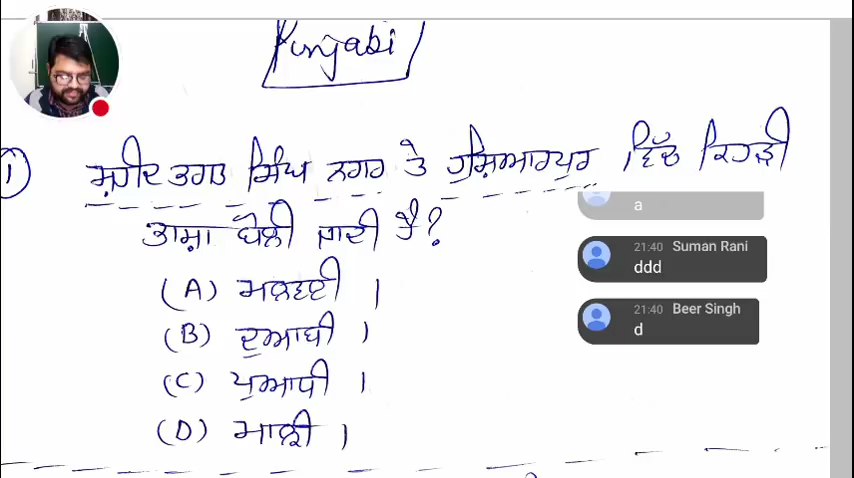 Punjabi
① ਸ਼ਹੀਦ ਭਗਤ ਸਿੰਘ ਨਗਰ ਤੇ ਹੁਸ਼ਿਆਰਪੁਰ ਵਿੱਚ ਕਿਹੜੀ
ਭਾਸ਼ਾ ਬੋਲੀ ਜਾਂਦੀ ਹੈ?
(A) ਮਲਵਈ ।
(B) ਦੁਆਬੀ ।
(C) ਪੁਆਧੀ ।
(D) ਮਾਝੀ ।
a
21:40 Suman Rani
ddd
21:40 Beer Singh
d